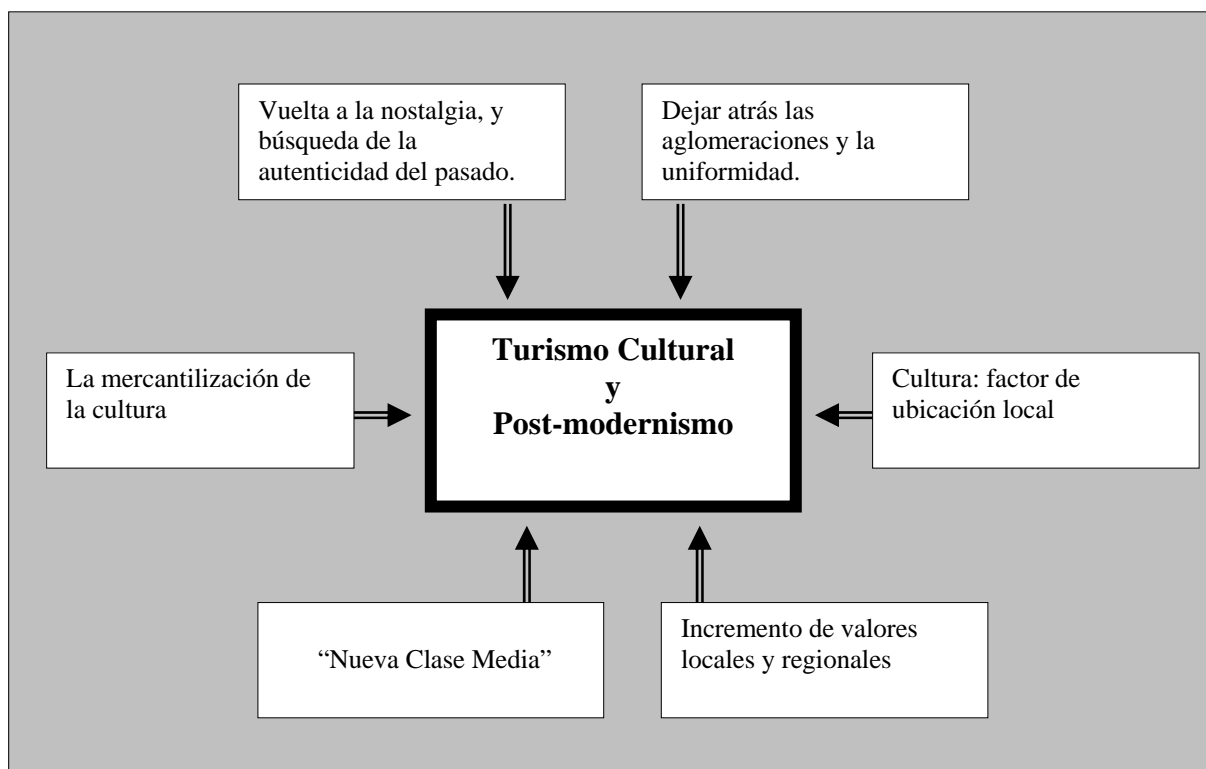 Vuelta a la nostalgia, y
búsqueda de la
autenticidad del pasado.
Dejar atrás las
aglomeraciones y la
uniformidad.
La mercantilización de
la cultura
Turismo Cultural
y
Post-modernismo
Cultura: factor de
ubicación local
“Nueva Clase Media”
Incremento de valores
locales y regionales